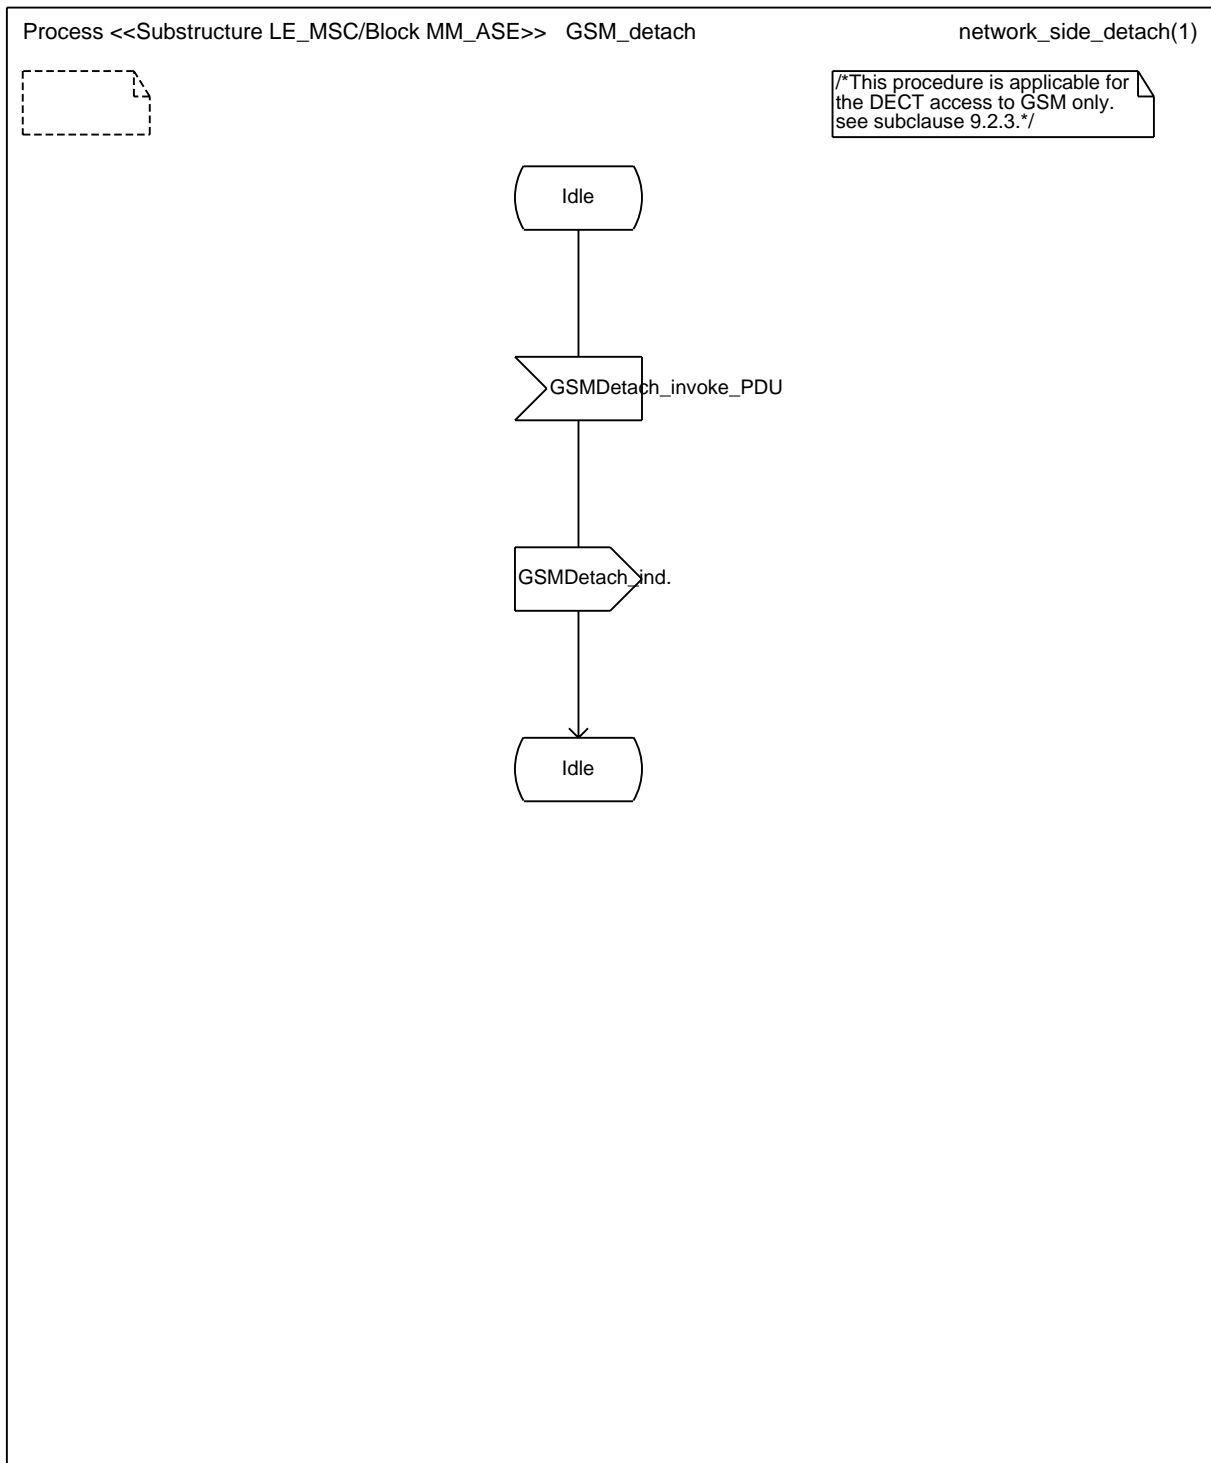 Process <<Substructure LE_MSC/Block MM_ASE>> GSM_detach network_side_detach(1)
/*This procedure is applicable for
the DECT access to GSM only.
see subclause 9.2.3.*/
Idle
GSMDetach_invoke_PDU
GSMDetach_ind.
Idle